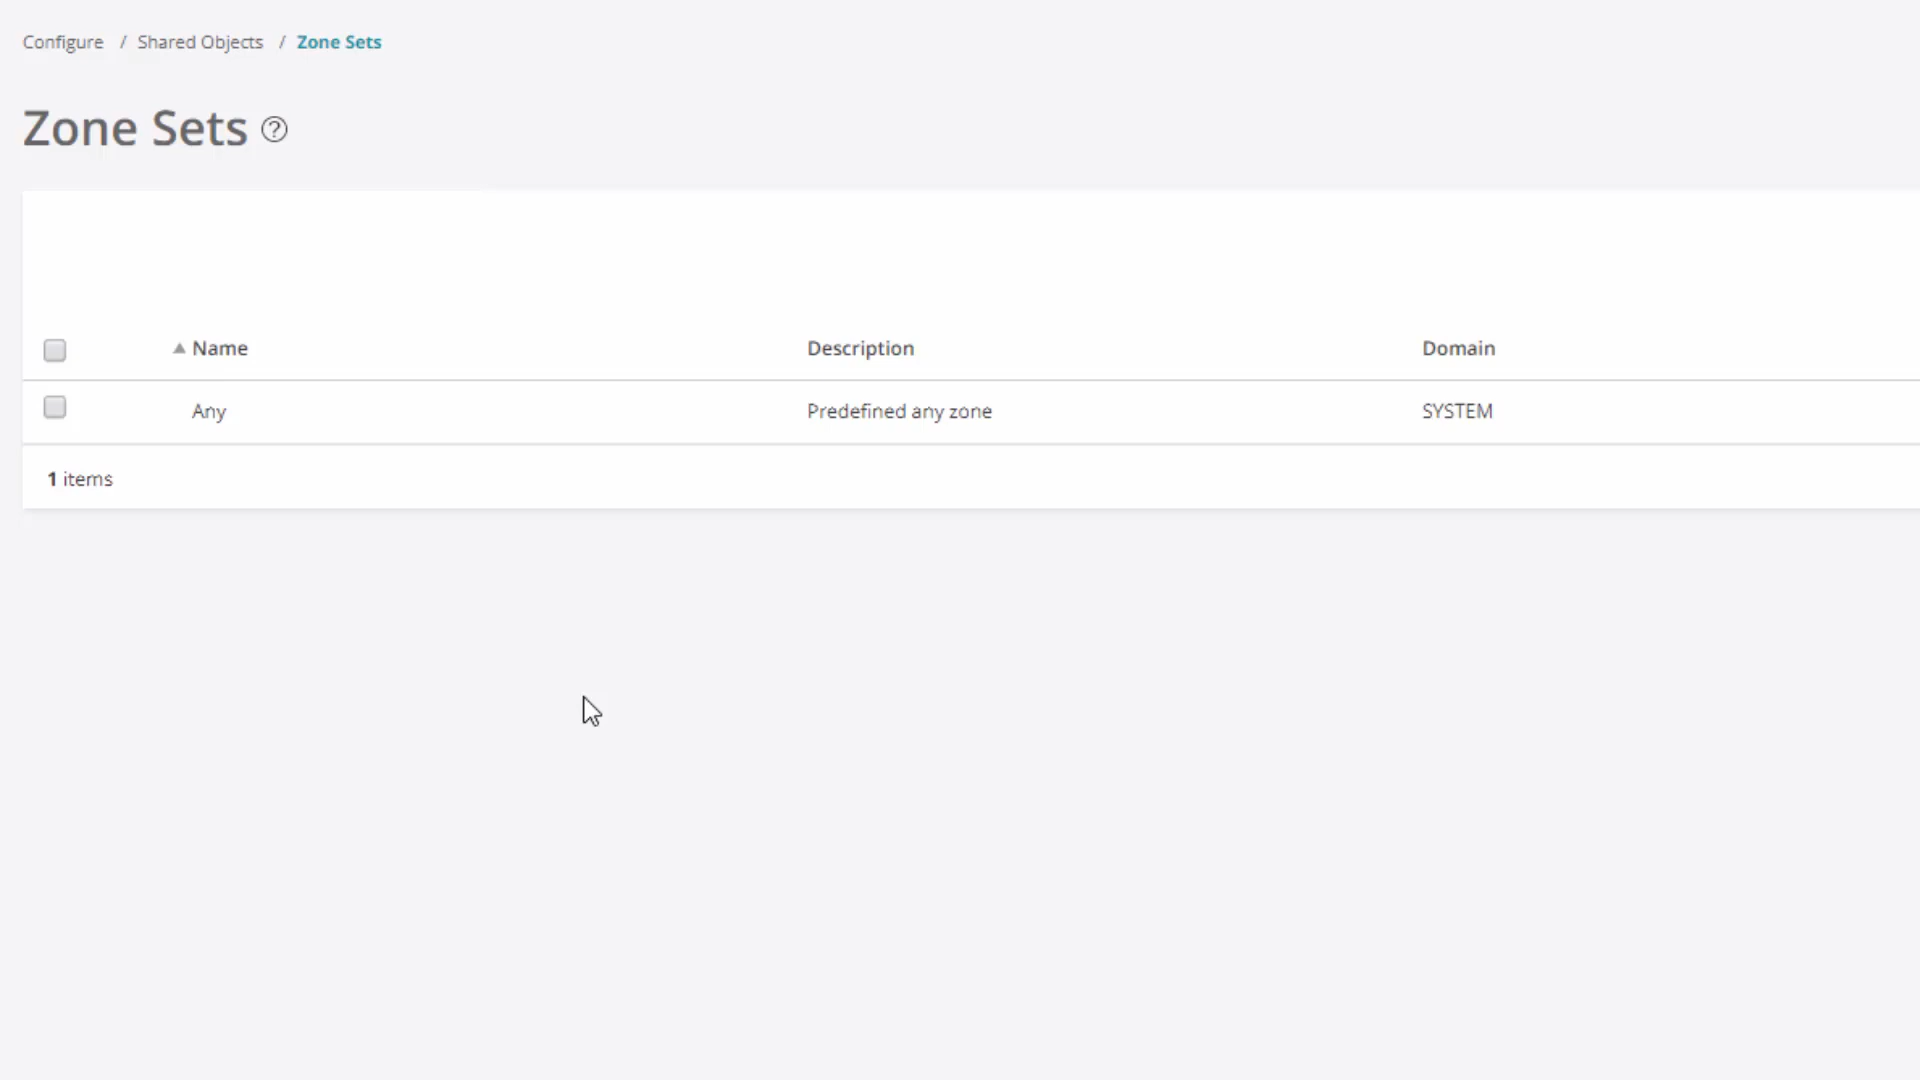 Configure / Shared Objects / Zone Sets
Zone Sets ?
Name Description Domain
Any Predefined any zone SYSTEM
1 items